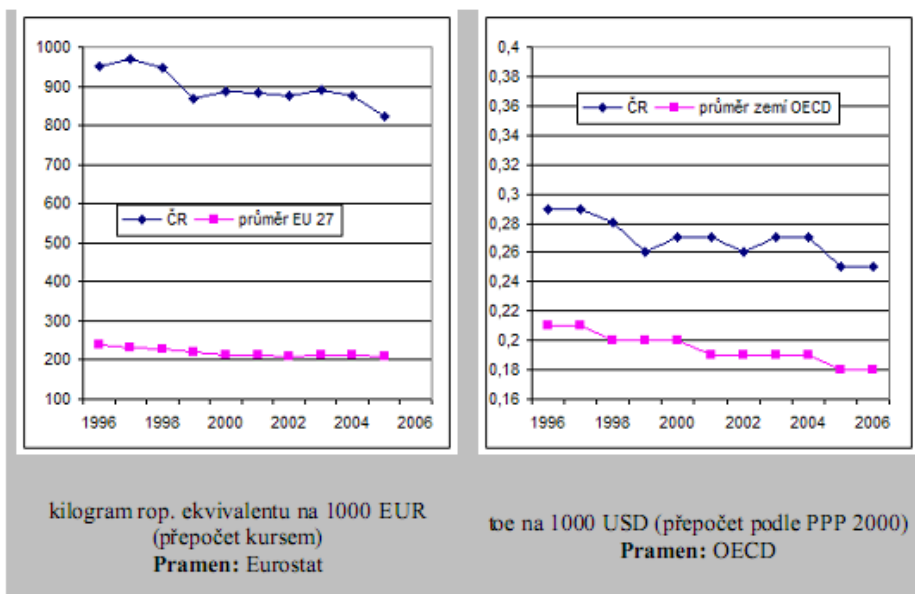 1000
900
800
700
600
500
400
300
200
100
ČR
průměr EU 27
1996 1998 2000 2002 2004 2006
0,4
0,38
0,36
0,34
0,32
0,3
0,28
0,26
0,24
0,22
0,2
0,18
0,16
ČR
průměr zemí OECD
1996 1998 2000 2002 2004 2006
kilogram rop. ekvivalentu na 1000 EUR
(přepočet kursem)
Pramen: Eurostat
toe na 1000 USD (přepočet podle PPP 2000)
Pramen: OECD